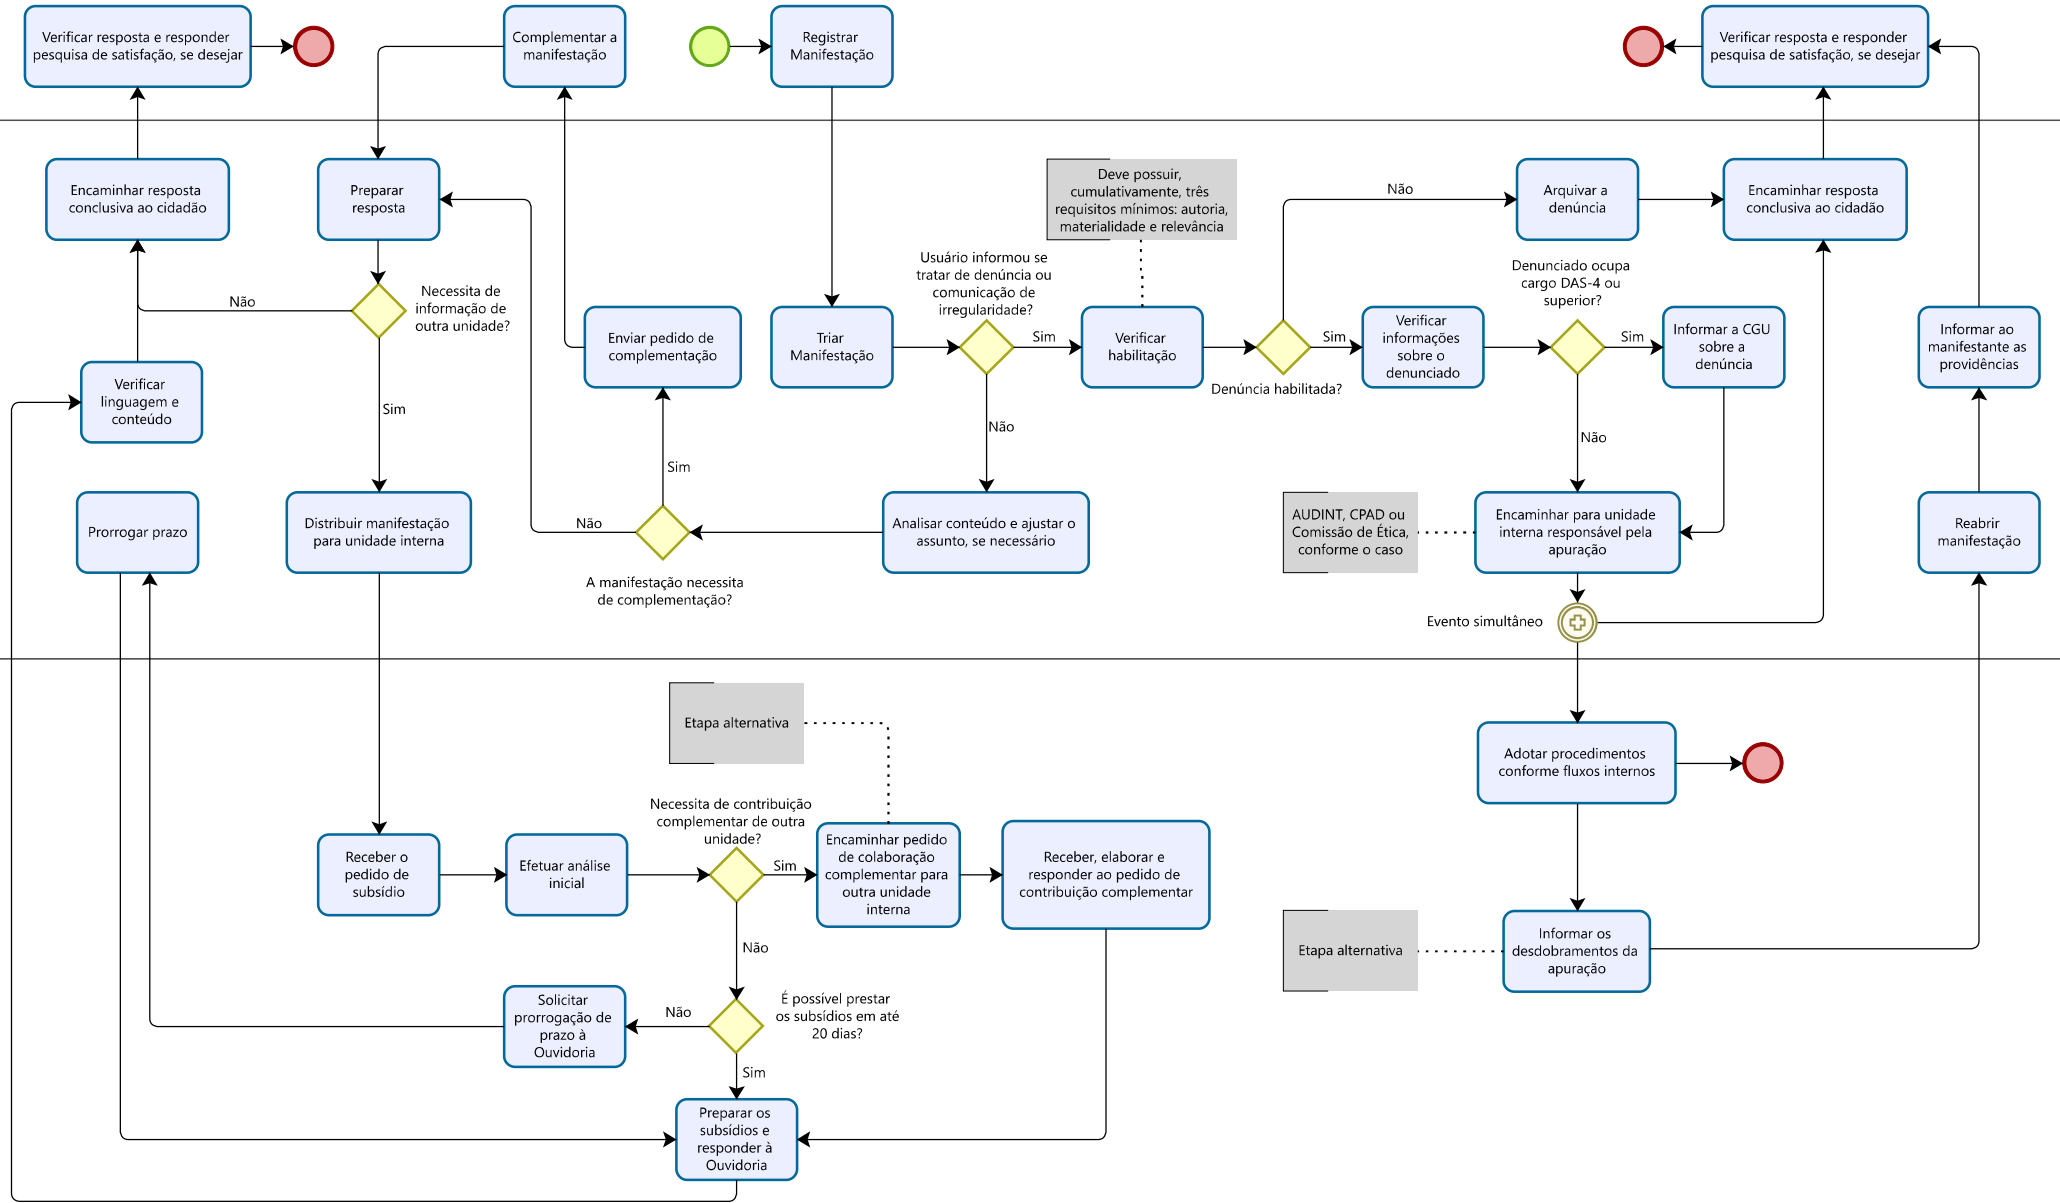 Verificar resposta e responder
pesquisa de satisfação, se desejar
Complementar a
manifestação
Registrar
Manifestação
Verificar resposta e responder
pesquisa de satisfação, se desejar
Encaminhar resposta
conclusiva ao cidadão
Preparar
resposta
Deve possuir,
cumulativamente, três
requisitos mínimos: autoria,
materialidade e relevância
Não
Arquivar a
denúncia
Encaminhar resposta
conclusiva ao cidadão
Não
Necessita de
informação de
outra unidade?
Enviar pedido de
complementação
Triar
Manifestação
Usuário informou se
tratar de denúncia ou
comunicação de
irregularidade?
Sim
Verificar
habilitação
Denúncia habilitada?
Sim
Verificar
informações
sobre o
denunciado
Denunciado ocupa
cargo DAS-4 ou
superior?
Sim
Informar a CGU
sobre a
denúncia
Informar ao
manifestante as
providências
Verificar
linguagem e
conteúdo
Sim
Não
Não
Sim
Prorrogar prazo
Distribuir manifestação
para unidade interna
Não
A manifestação necessita
de complementação?
Analisar conteúdo e ajustar o
assunto, se necessário
AUDINT, CPAD ou
Comissão de Ética,
conforme o caso
Encaminhar para unidade
interna responsável pela
apuração
Reabrir
manifestação
Evento simultâneo
Etapa alternativa
Adotar procedimentos
conforme fluxos internos
Receber o
pedido de
subsídio
Efetuar análise
inicial
Necessita de contribuição
complementar de outra
unidade?
Sim
Encaminhar pedido
de colaboração
complementar para
outra unidade
interna
Receber, elaborar e
responder ao pedido de
contribuição complementar
Não
Etapa alternativa
Informar os
desdobramentos da
apuração
Solicitar
prorrogação de
prazo à
Ouvidoria
Não
É possível prestar
os subsídios em até
20 dias?
Sim
Preparar os
subsídios e
responder à
Ouvidoria